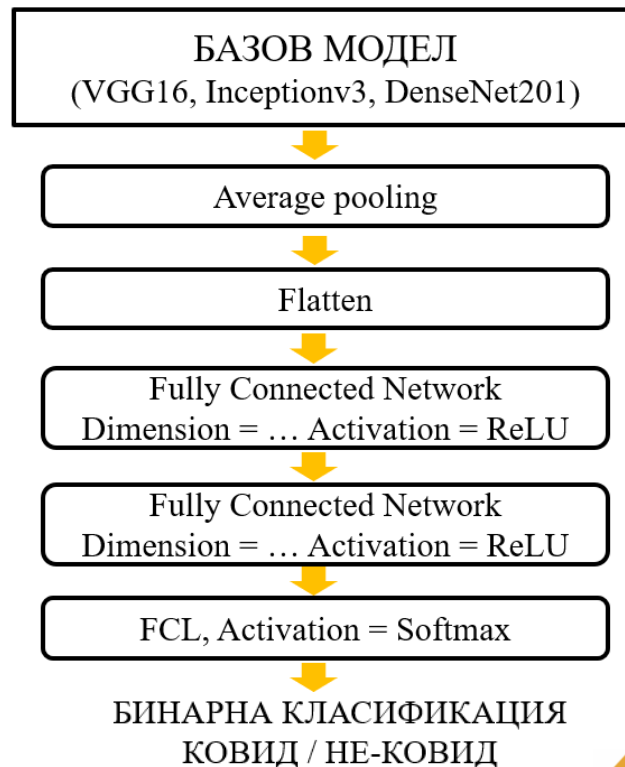 БАЗОВ МОДЕЛ
(VGG16, Inceptionv3, DenseNet201)
Average pooling
Flatten
Fully Connected Network
Dimension = … Activation = ReLU
Fully Connected Network
Dimension = … Activation = ReLU
FCL, Activation = Softmax
БИНАРНА КЛАСИФИКАЦИЯ
КОВИД / НЕ-КОВИД